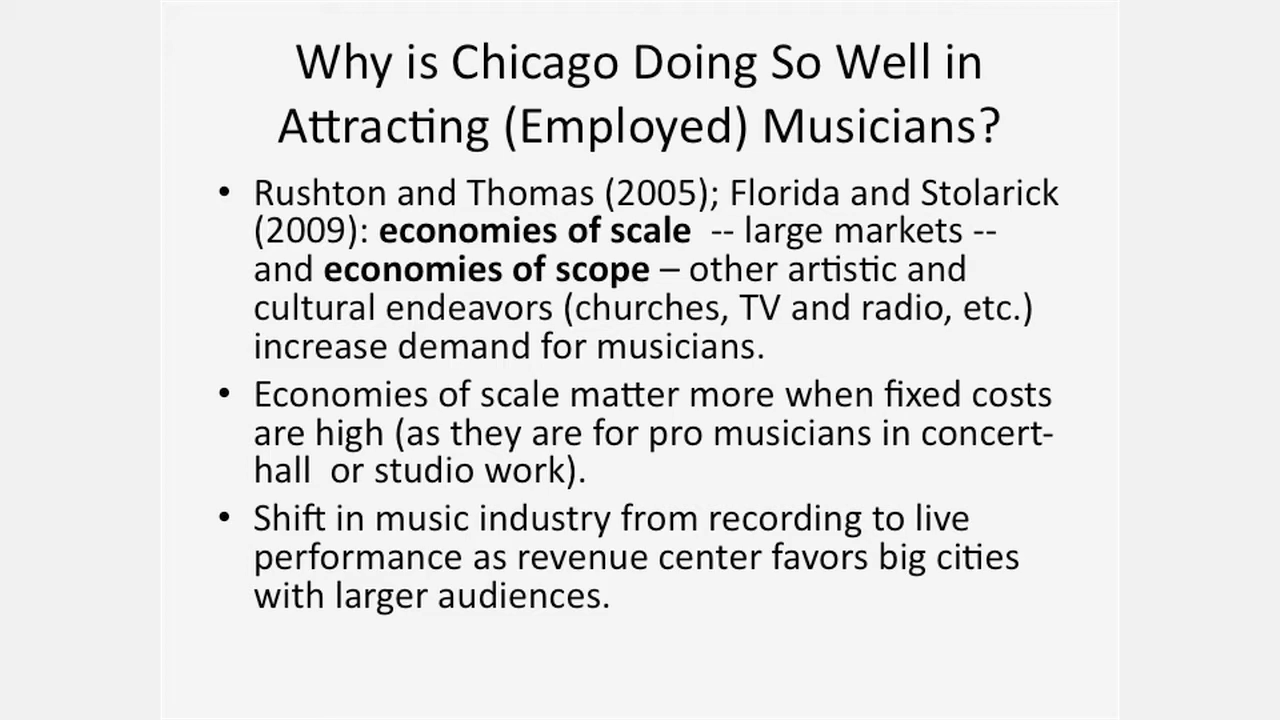 Why is Chicago Doing So Well in
Attracting (Employed) Musicians?
• Rushton and Thomas (2005); Florida and Stolarick
(2009): economies of scale  -- large markets --
and economies of scope – other artistic and
cultural endeavors (churches, TV and radio, etc.)
increase demand for musicians.
• Economies of scale matter more when fixed costs
are high (as they are for pro musicians in concert-
hall  or studio work).
• Shift in music industry from recording to live
performance as revenue center favors big cities
with larger audiences.